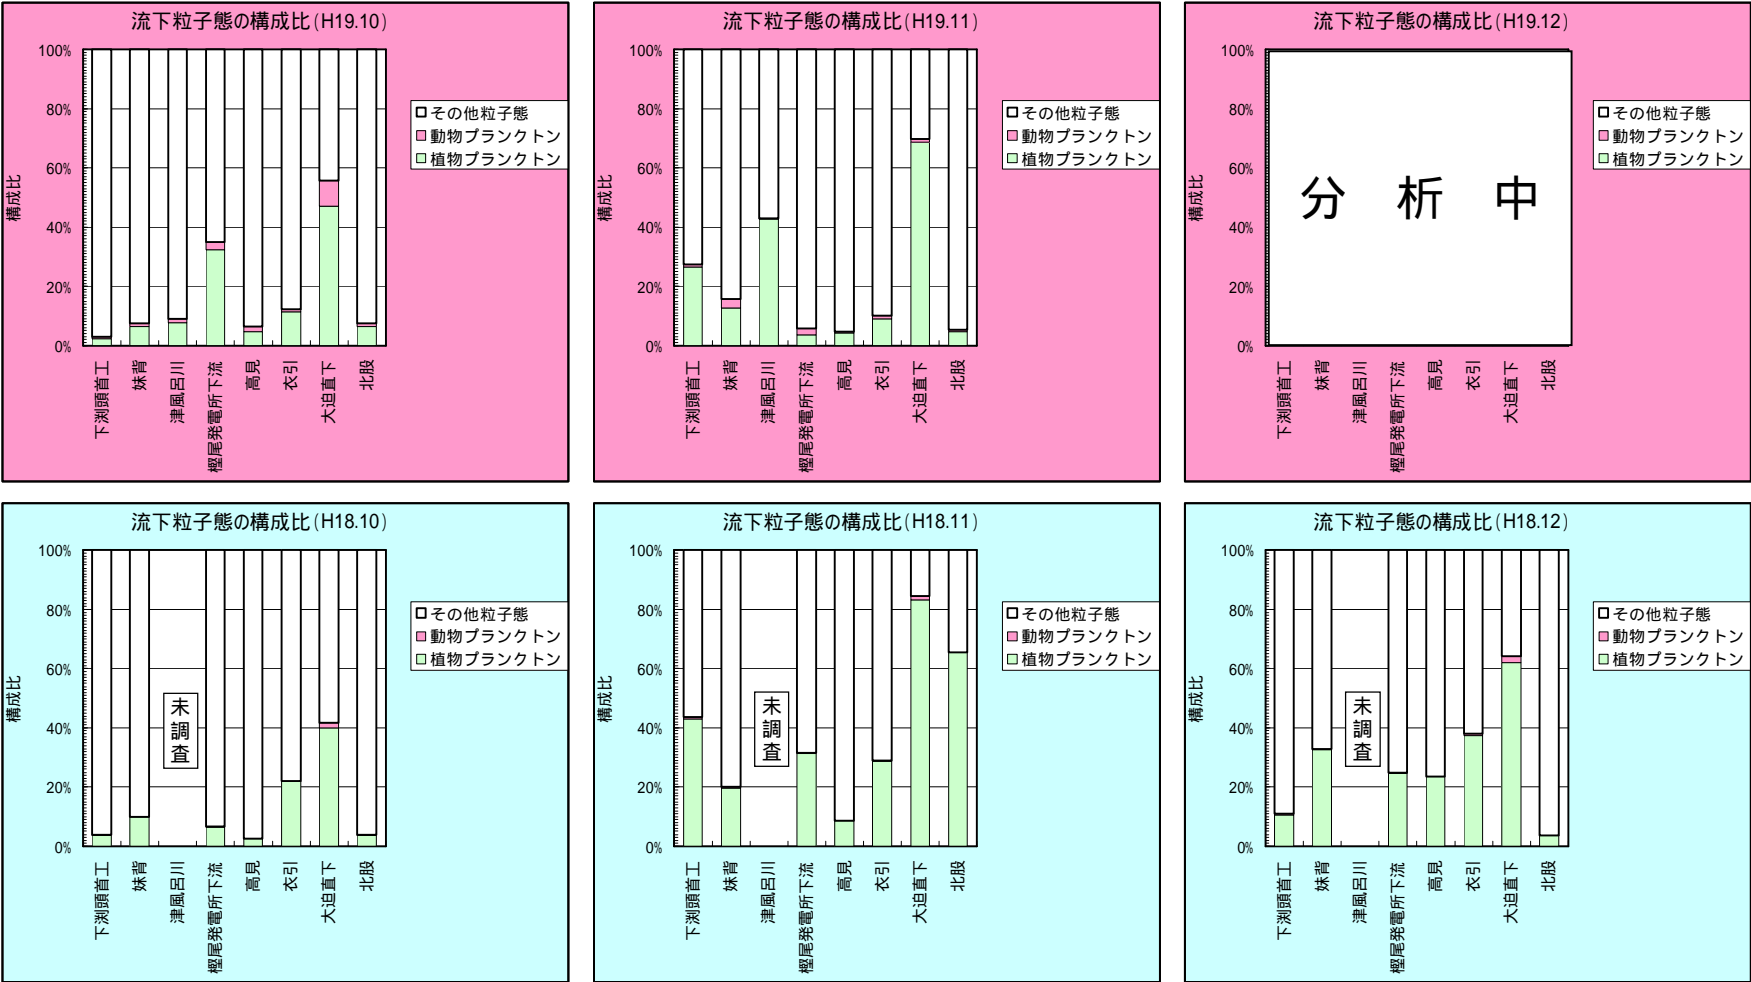 流下粒子態の構成比(H19.10)
100%
80%
60%
40%
20%
0%
構成比
下渕頭首工
妹背
津風呂川
樫尾発電所下流
高見
衣引
大迫直下
北股
その他粒子態
動物プランクトン
植物プランクトン
流下粒子態の構成比(H19.11)
100%
80%
60%
40%
20%
0%
構成比
下渕頭首工
妹背
津風呂川
樫尾発電所下流
高見
衣引
大迫直下
北股
その他粒子態
動物プランクトン
植物プランクトン
流下粒子態の構成比(H19.12)
100%
80%
60%
40%
20%
0%
構成比
分 析 中
下渕頭首工
妹背
津風呂川
樫尾発電所下流
高見
衣引
大迫直下
北股
その他粒子態
動物プランクトン
植物プランクトン
流下粒子態の構成比(H18.10)
100%
80%
60%
40%
20%
0%
構成比
未調査
下渕頭首工
妹背
津風呂川
樫尾発電所下流
高見
衣引
大迫直下
北股
その他粒子態
動物プランクトン
植物プランクトン
流下粒子態の構成比(H18.11)
100%
80%
60%
40%
20%
0%
構成比
未調査
下渕頭首工
妹背
津風呂川
樫尾発電所下流
高見
衣引
大迫直下
北股
その他粒子態
動物プランクトン
植物プランクトン
流下粒子態の構成比(H18.12)
100%
80%
60%
40%
20%
0%
構成比
未調査
下渕頭首工
妹背
津風呂川
樫尾発電所下流
高見
衣引
大迫直下
北股
その他粒子態
動物プランクトン
植物プランクトン